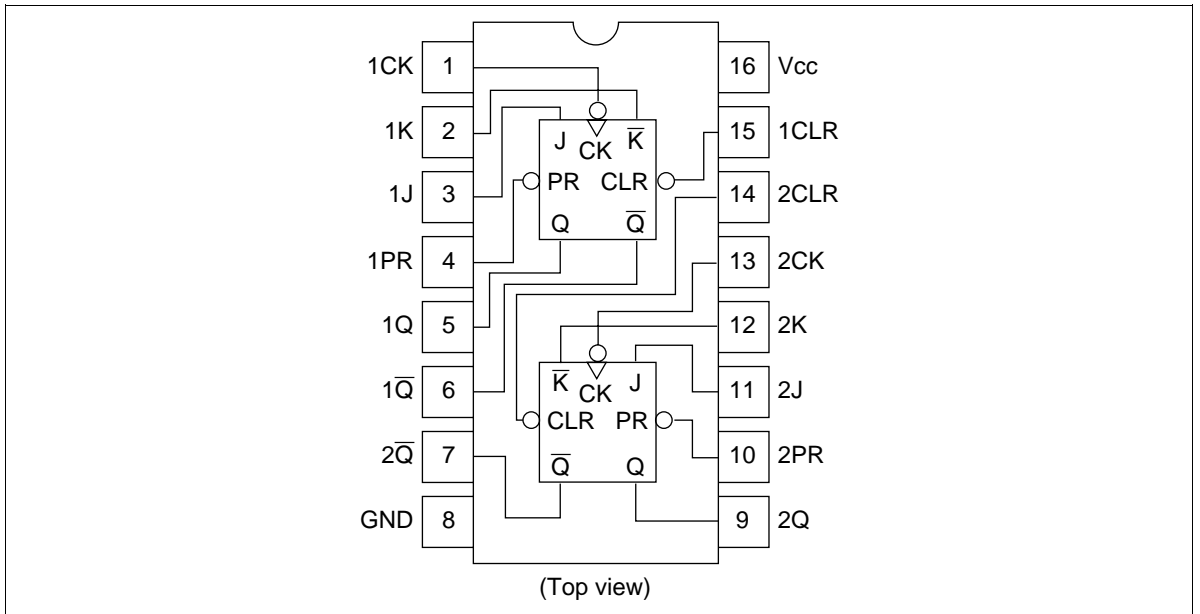 1CK 1
1K 2
1J 3
1PR 4
1Q 5
1Q̅ 6
2Q̅ 7
GND 8
16 Vcc
15 1CLR
14 2CLR
13 2CK
12 2K
11 2J
10 2PR
9 2Q
J CK K̅
PR CLR
Q Q̅
K̅ CK J
CLR PR
Q̅ Q
(Top view)